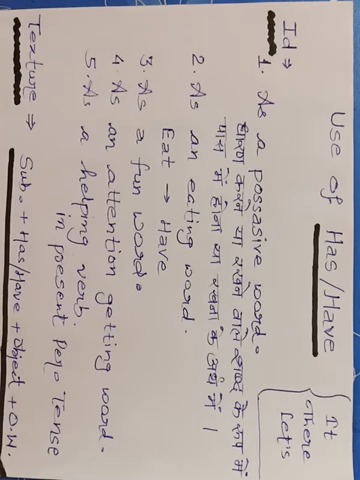 Use of Has/Have
It
there
let's
Id ⇒
1. As a possasive word.
धारण करने या रखने वाले शब्द के रूप में
पास में होना या रखना के अर्थ में ।
2. As an eating word.
Eat → Have
3. As a fun word.
4. As an attention getting word.
5. As a helping verb.
in present perf. Tense
Texture ⇒ Sub. + Has/Have + object + O.W.